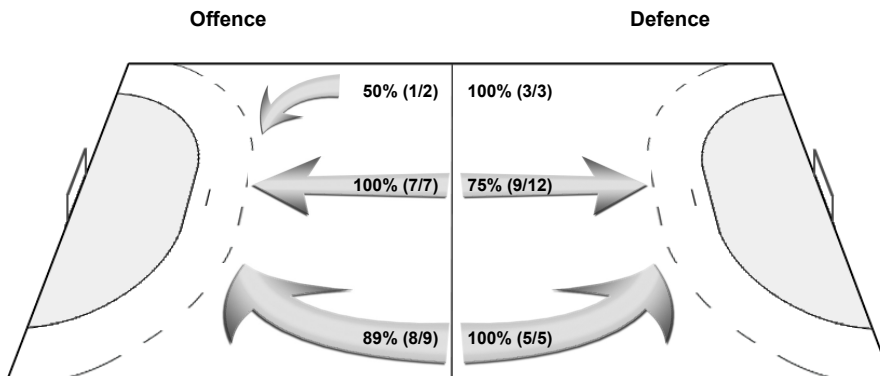 Offence Defence
50% (1/2) 100% (3/3)
100% (7/7) 75% (9/12)
89% (8/9) 100% (5/5)